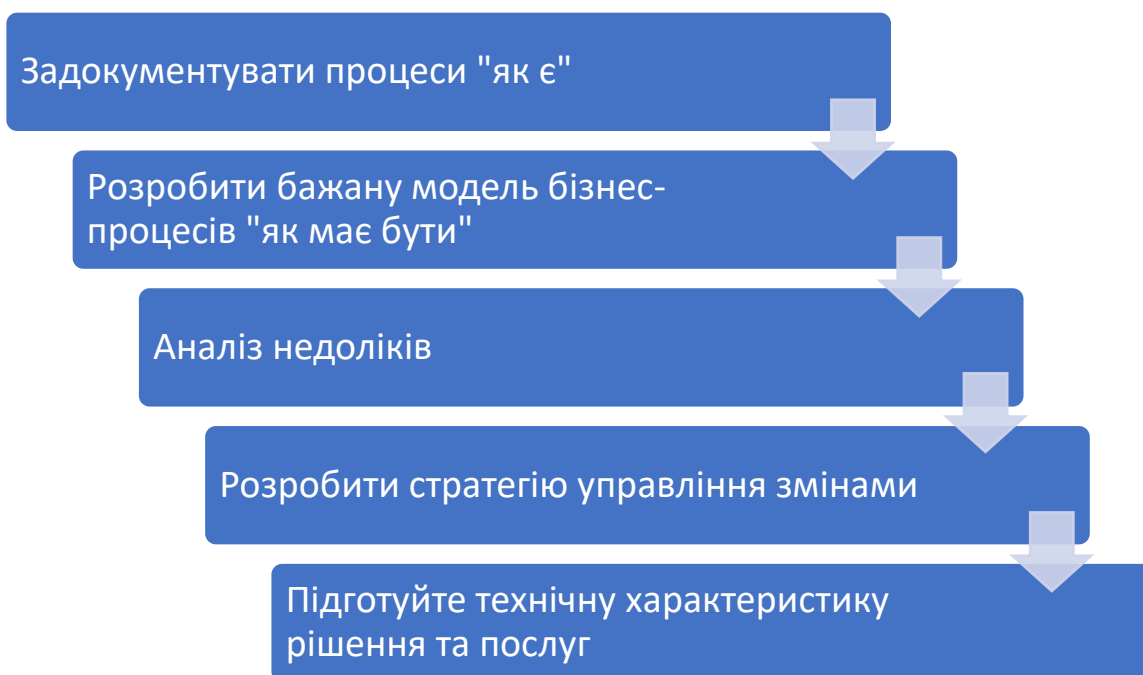 Задокументувати процеси "як є"
Розробити бажану модель бізнес-
процесів "як має бути"
Аналіз недоліків
Розробити стратегію управління змінами
Підготуйте технічну характеристику
рішення та послуг